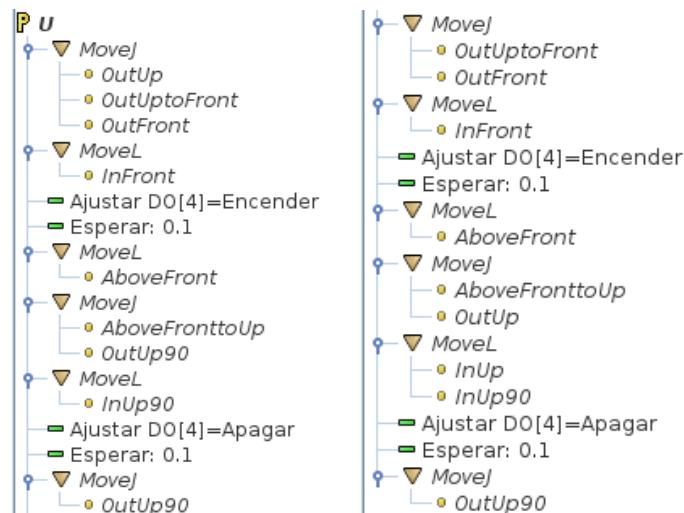 P U
MoveJ
OutUp
OutUptoFront
OutFront
MoveL
InFront
Ajustar DO[4]=Encender
Esperar: 0.1
MoveL
AboveFront
MoveJ
AboveFronttoUp
OutUp90
MoveL
InUp90
Ajustar DO[4]=Apagar
Esperar: 0.1
MoveJ
OutUp90
MoveJ
OutUptoFront
OutFront
MoveL
InFront
Ajustar DO[4]=Encender
Esperar: 0.1
MoveL
AboveFront
MoveJ
AboveFronttoUp
OutUp
MoveL
InUp
InUp90
Ajustar DO[4]=Apagar
Esperar: 0.1
MoveJ
OutUp90